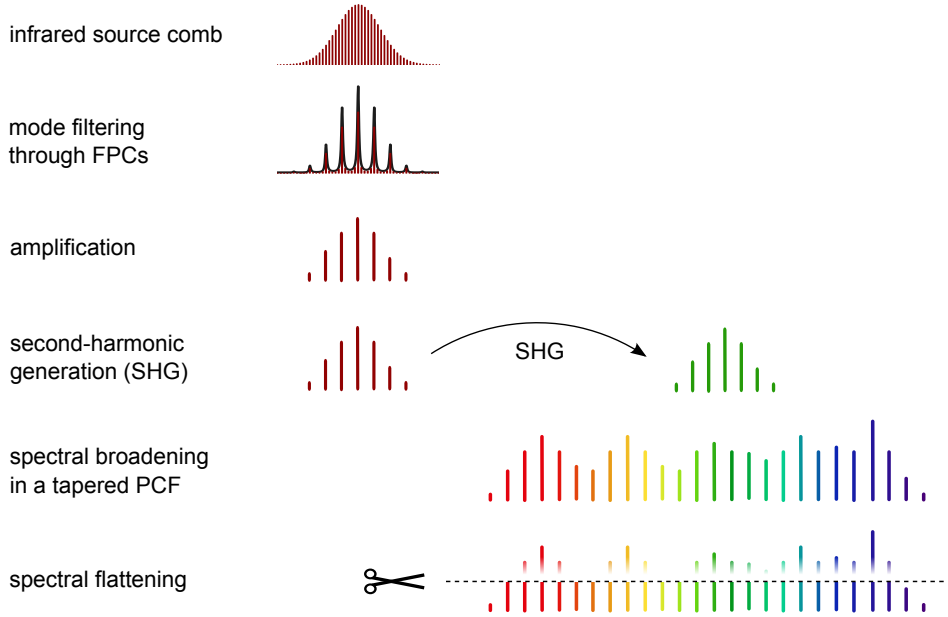 infrared source comb
mode filtering
through FPCs
amplification
second-harmonic
generation (SHG)
SHG
spectral broadening
in a tapered PCF
spectral flattening